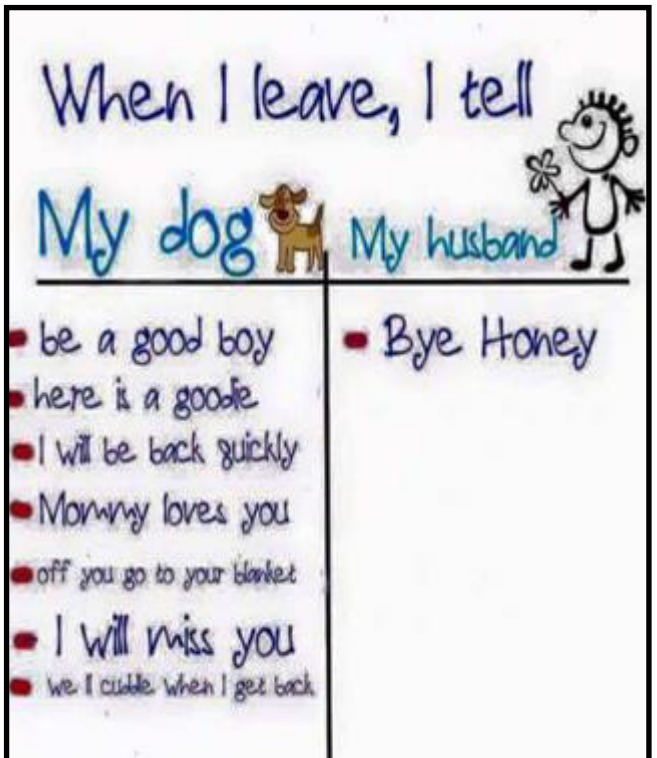 When I leave, I tell
My dog
My husband
be a good boy
here is a goodie
I will be back quickly
Mommy loves you
off you go to your blanket
I will miss you
we ll cuddle when I get back
Bye Honey